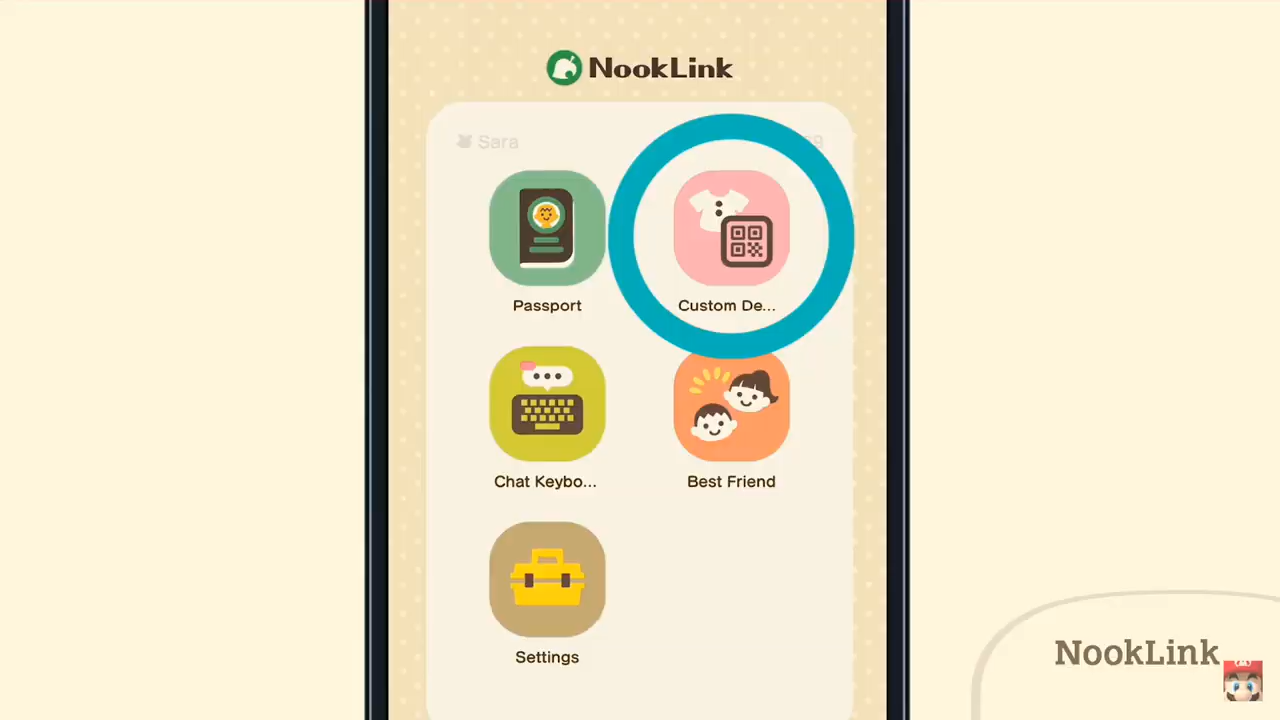 NookLink
Sara
Passport
Custom De...
Chat Keybo...
Best Friend
Settings
NookLink